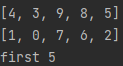 [4, 3, 9, 8, 5]
[1, 0, 7, 6, 2]
first 5